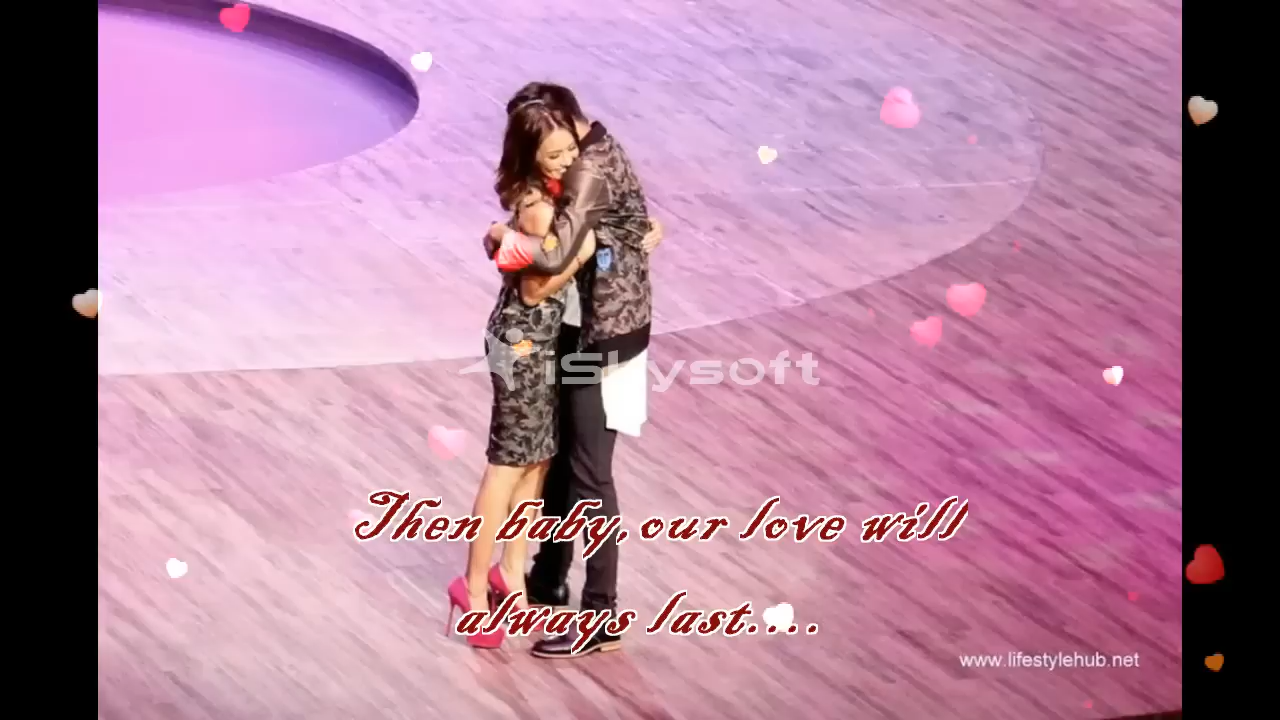 iSkysoft
Then baby, our love will
always last....
www.lifestylehub.net